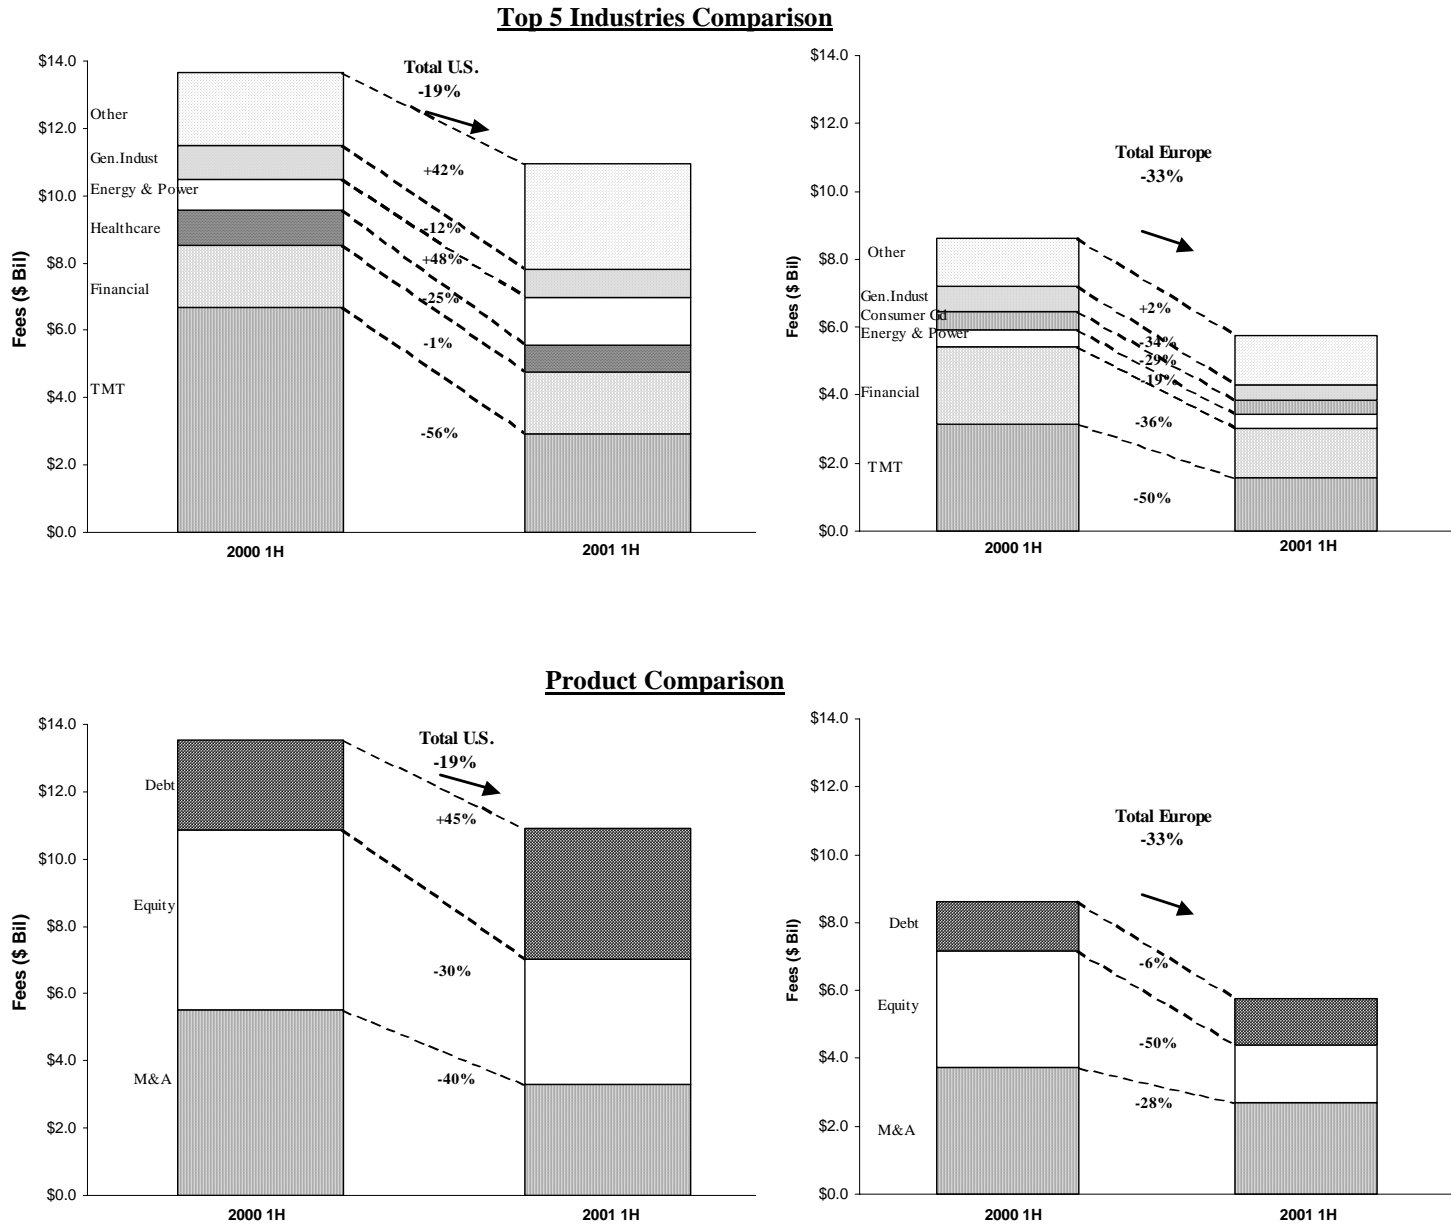 Top 5 Industries Comparison
$14.0
$12.0
$10.0
$8.0
$6.0
$4.0
$2.0
$0.0
Fees ($ Bil)
Other
Gen.Indust
Energy & Power
Healthcare
Financial
TMT
Total U.S.
-19%
+42%
-12%
+48%
-25%
-1%
-56%
2000 1H
2001 1H
$14.0
$12.0
$10.0
$8.0
$6.0
$4.0
$2.0
$0.0
Fees ($ Bil)
Other
Gen.Indust
Consumer Gd
Energy & Power
Financial
TMT
Total Europe
-33%
+2%
-34%
-29%
-19%
-36%
-50%
2000 1H
2001 1H
Product Comparison
$14.0
$12.0
$10.0
$8.0
$6.0
$4.0
$2.0
$0.0
Fees ($ Bil)
Debt
Equity
M&A
Total U.S.
-19%
+45%
-30%
-40%
2000 1H
2001 1H
$14.0
$12.0
$10.0
$8.0
$6.0
$4.0
$2.0
$0.0
Fees ($ Bil)
Debt
Equity
M&A
Total Europe
-33%
-6%
-50%
-28%
2000 1H
2001 1H